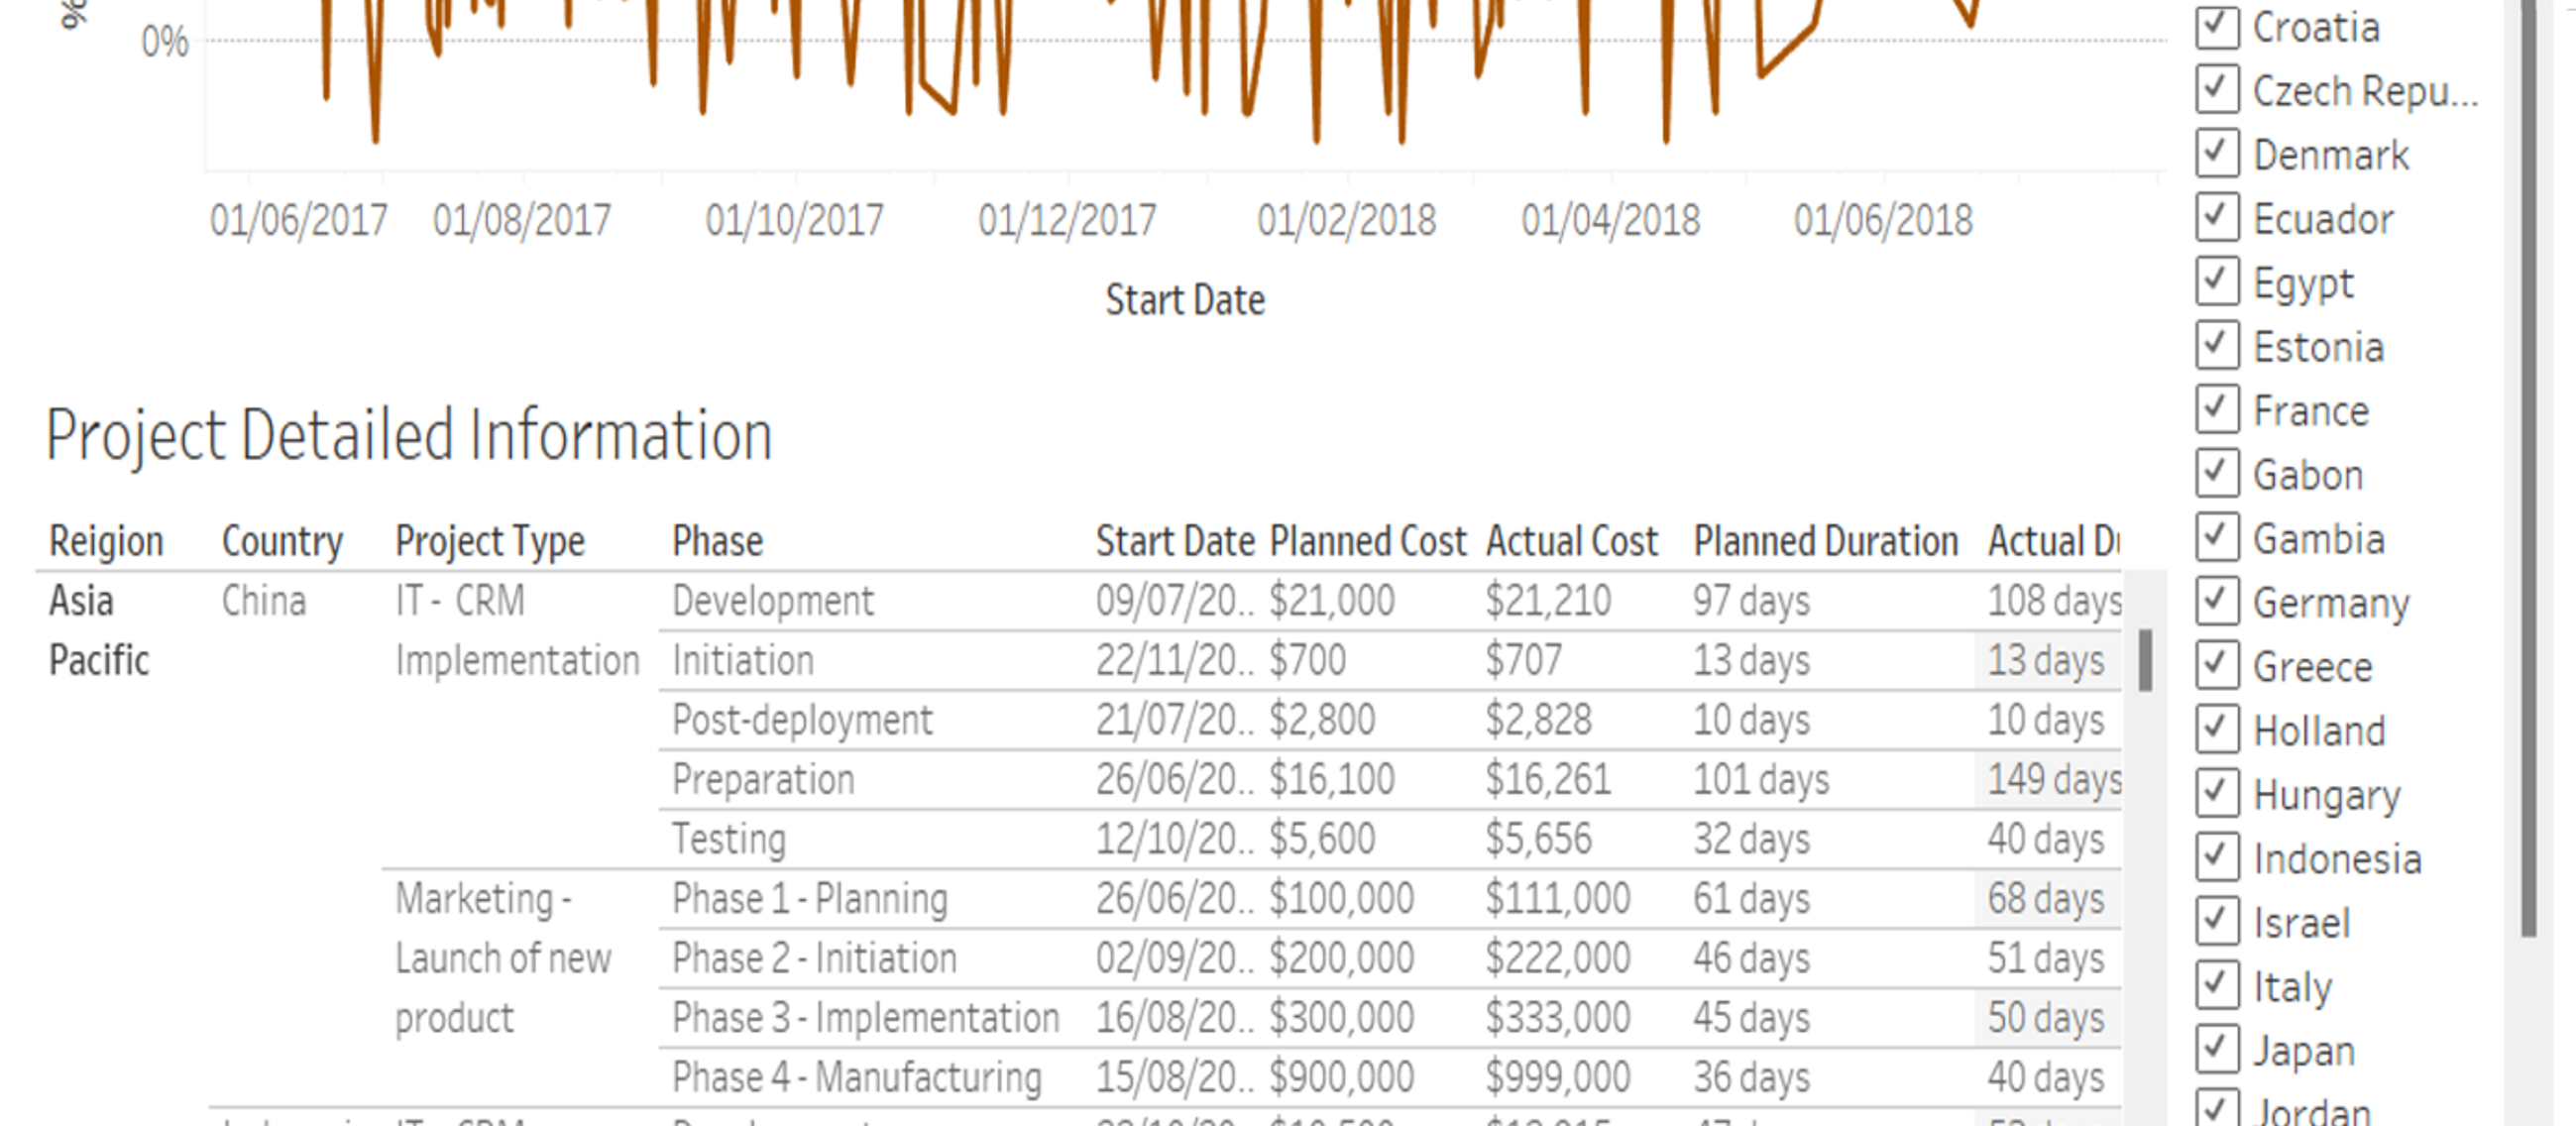 %
0%
01/06/2017 01/08/2017 01/10/2017 01/12/2017 01/02/2018 01/04/2018 01/06/2018
Start Date
Project Detailed Information
Reigion Country Project Type Phase Start Date Planned Cost Actual Cost Planned Duration Actual
Asia China IT - CRM Development 09/07/20.. $21,000 $21,210 97 days 108 days
Pacific Implementation Initiation 22/11/20.. $700 $707 13 days 13 days
Post-deployment 21/07/20.. $2,800 $2,828 10 days 10 days
Preparation 26/06/20.. $16,100 $16,261 101 days 149 days
Testing 12/10/20.. $5,600 $5,656 32 days 40 days
Marketing - Phase 1 - Planning 26/06/20.. $100,000 $111,000 61 days 68 days
Launch of new Phase 2 - Initiation 02/09/20.. $200,000 $222,000 46 days 51 days
product Phase 3 - Implementation 16/08/20.. $300,000 $333,000 45 days 50 days
Phase 4 - Manufacturing 15/08/20.. $900,000 $999,000 36 days 40 days
Croatia
Czech Repu...
Denmark
Ecuador
Egypt
Estonia
France
Gabon
Gambia
Germany
Greece
Holland
Hungary
Indonesia
Israel
Italy
Japan
Jordan